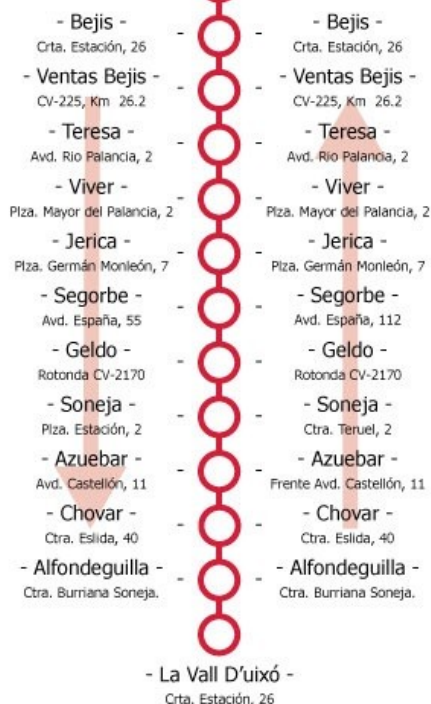 - Bejis -
Crta. Estación, 26
- Ventas Bejis -
CV-225, Km 26.2
- Teresa -
Avd. Rio Palancia, 2
- Viver -
Plza. Mayor del Palancia, 2
- Jerica -
Plza. Germán Monleón, 7
- Segorbe -
Avd. España, 55
- Geldo -
Rotonda CV-2170
- Soneja -
Plza. Estación, 2
- Azuebar -
Avd. Castellón, 11
- Chovar -
Ctra. Eslida, 40
- Alfondeguilla -
Ctra. Burriana Soneja.
- Bejis -
Crta. Estación, 26
- Ventas Bejis -
CV-225, Km 26.2
- Teresa -
Avd. Rio Palancia, 2
- Viver -
Plza. Mayor del Palancia, 2
- Jerica -
Plza. Germán Monleón, 7
- Segorbe -
Avd. España, 112
- Geldo -
Rotonda CV-2170
- Soneja -
Ctra. Teruel, 2
- Azuebar -
Frente Avd. Castellón, 11
- Chovar -
Ctra. Eslida, 40
- Alfondeguilla -
Ctra. Burriana Soneja.
- La Vall D'uixó -
Crta. Estación, 26